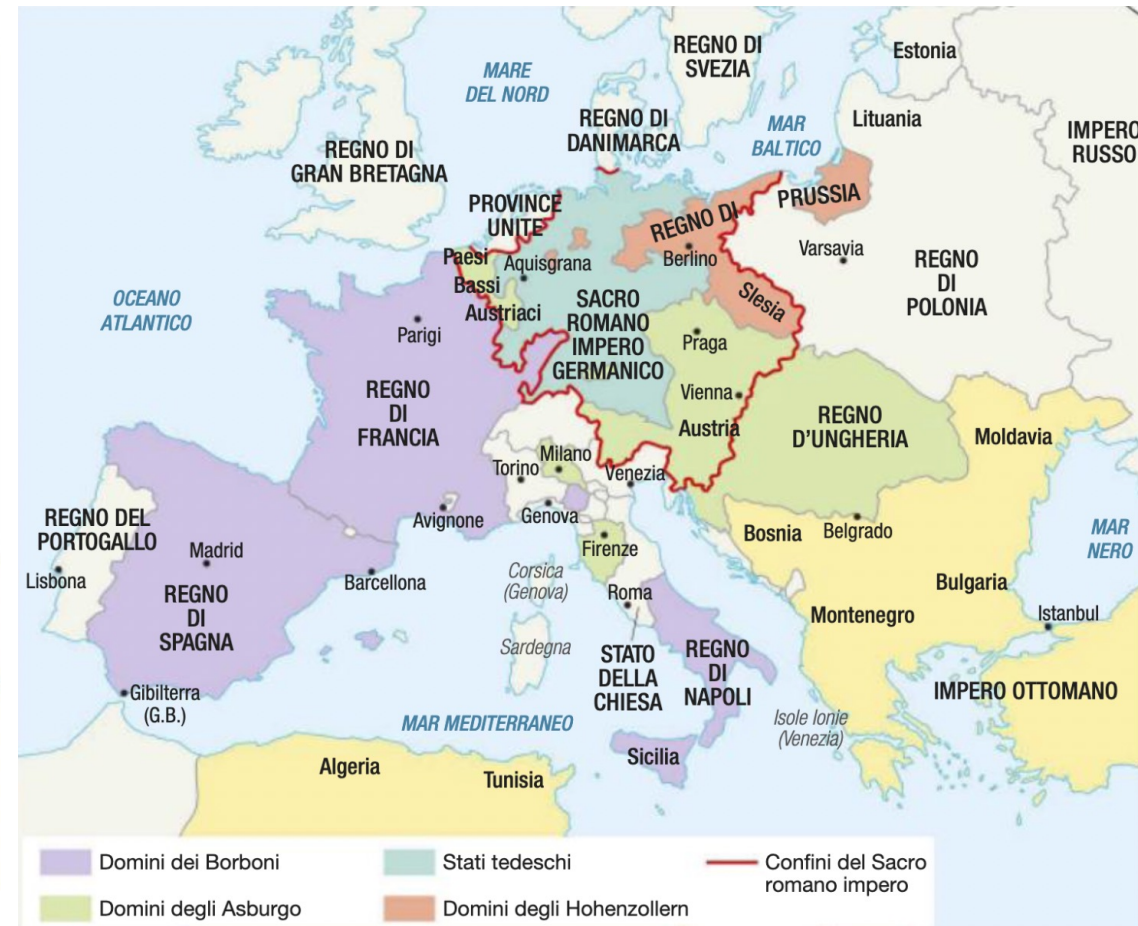 REGNO DI
SVEZIA
Estonia
MARE
DEL NORD
REGNO DI
DANIMARCA
MAR
BALTICO
Lituania
IMPERO
RUSSO
REGNO DI
GRAN BRETAGNA
PROVINCE
UNITE
REGNO DI
PRUSSIA
Berlino
Varsavia
Paesi
Bassi
Austriaci
Aquisgrana
REGNO
DI
POLONIA
OCEANO
ATLANTICO
Parigi
SACRO
ROMANO
IMPERO
GERMANICO
Slesia
Praga
REGNO
DI
FRANCIA
Vienna
Austria
REGNO
D'UNGHERIA
Moldavia
Milano
Torino
Venezia
Avignone
Genova
Firenze
Bosnia
Belgrado
MAR
NERO
REGNO DEL
PORTOGALLO
Lisbona
Madrid
REGNO
DI
SPAGNA
Barcellona
Corsica
(Genova)
Roma
Bulgaria
Montenegro
Istanbul
Sardegna
STATO
DELLA
CHIESA
REGNO
DI
NAPOLI
IMPERO OTTOMANO
Gibilterra
(G.B.)
MAR MEDITERRANEO
Isole Ionie
(Venezia)
Sicilia
Algeria
Tunisia
Domini dei Borboni
Domini degli Asburgo
Stati tedeschi
Domini degli Hohenzollern
Confini del Sacro
romano impero